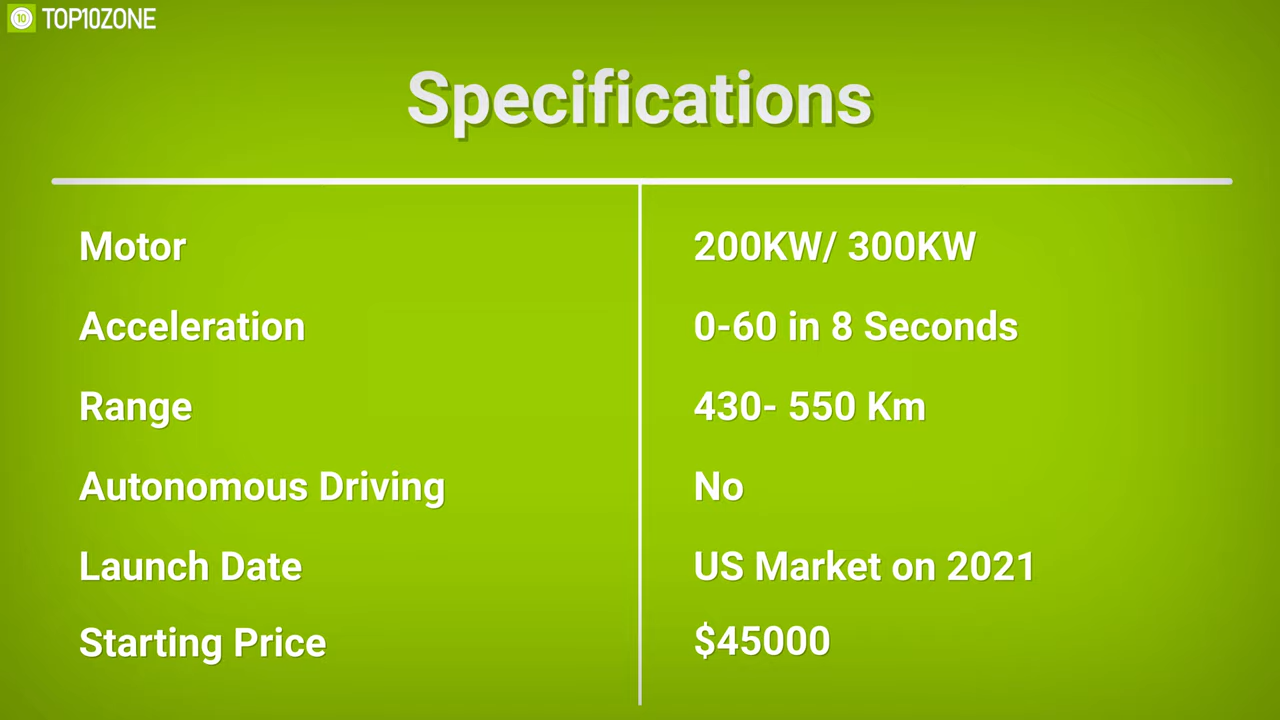 10 TOP10ZONE
Specifications
Motor 200KW/ 300KW
Acceleration 0-60 in 8 Seconds
Range 430- 550 Km
Autonomous Driving No
Launch Date US Market on 2021
Starting Price $45000